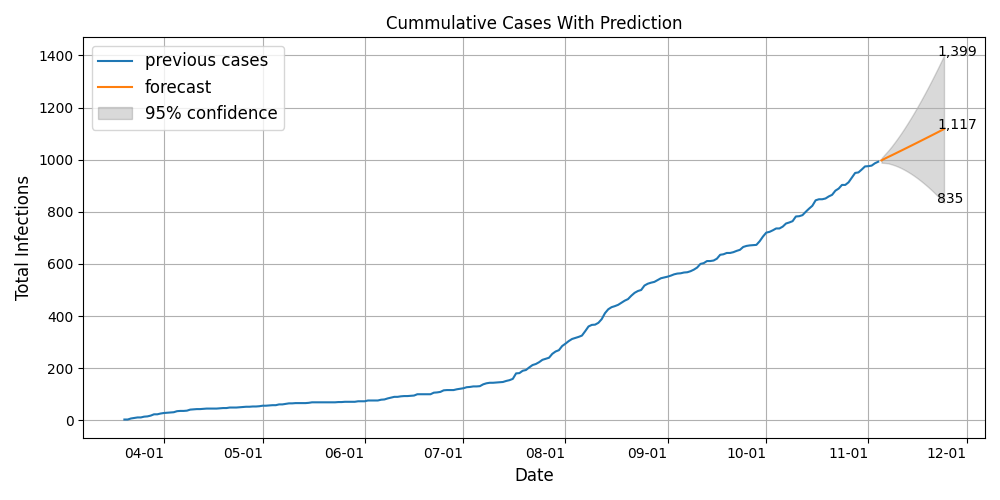 Cummulative Cases With Prediction
previous cases
forecast
95% confidence
1,399
1,117
835
1400
1200
1000
800
600
400
200
0
Total Infections
04-01 05-01 06-01 07-01 08-01 09-01 10-01 11-01 12-01
Date